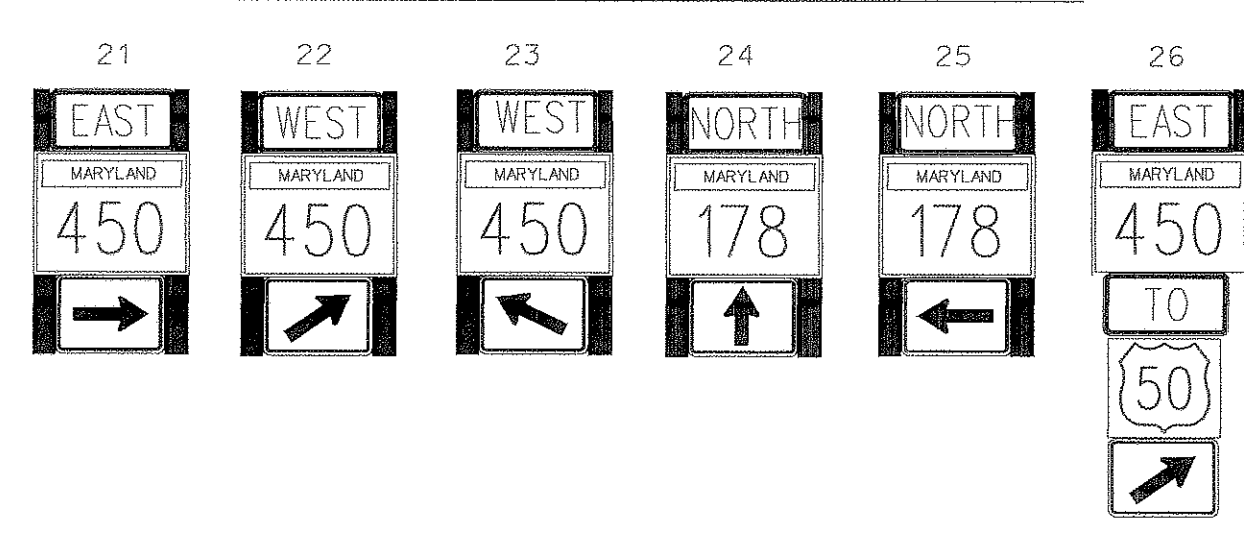 21 22 23 24 25 26
EAST WEST WEST NORTH NORTH EAST
MARYLAND MARYLAND MARYLAND MARYLAND MARYLAND MARYLAND
450 450 450 178 178 450
TO
50